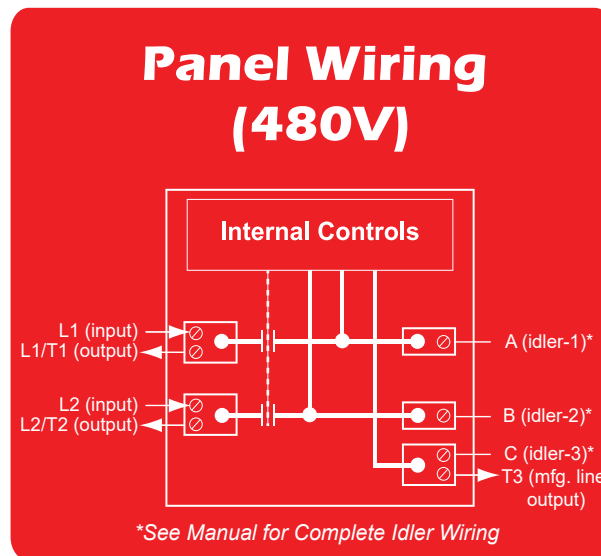 Panel Wiring
(480V)
Internal Controls
L1 (input)
L1/T1 (output)
L2 (input)
L2/T2 (output)
A (idler-1)*
B (idler-2)*
C (idler-3)*
T3 (mfg. line
output)
*See Manual for Complete Idler Wiring